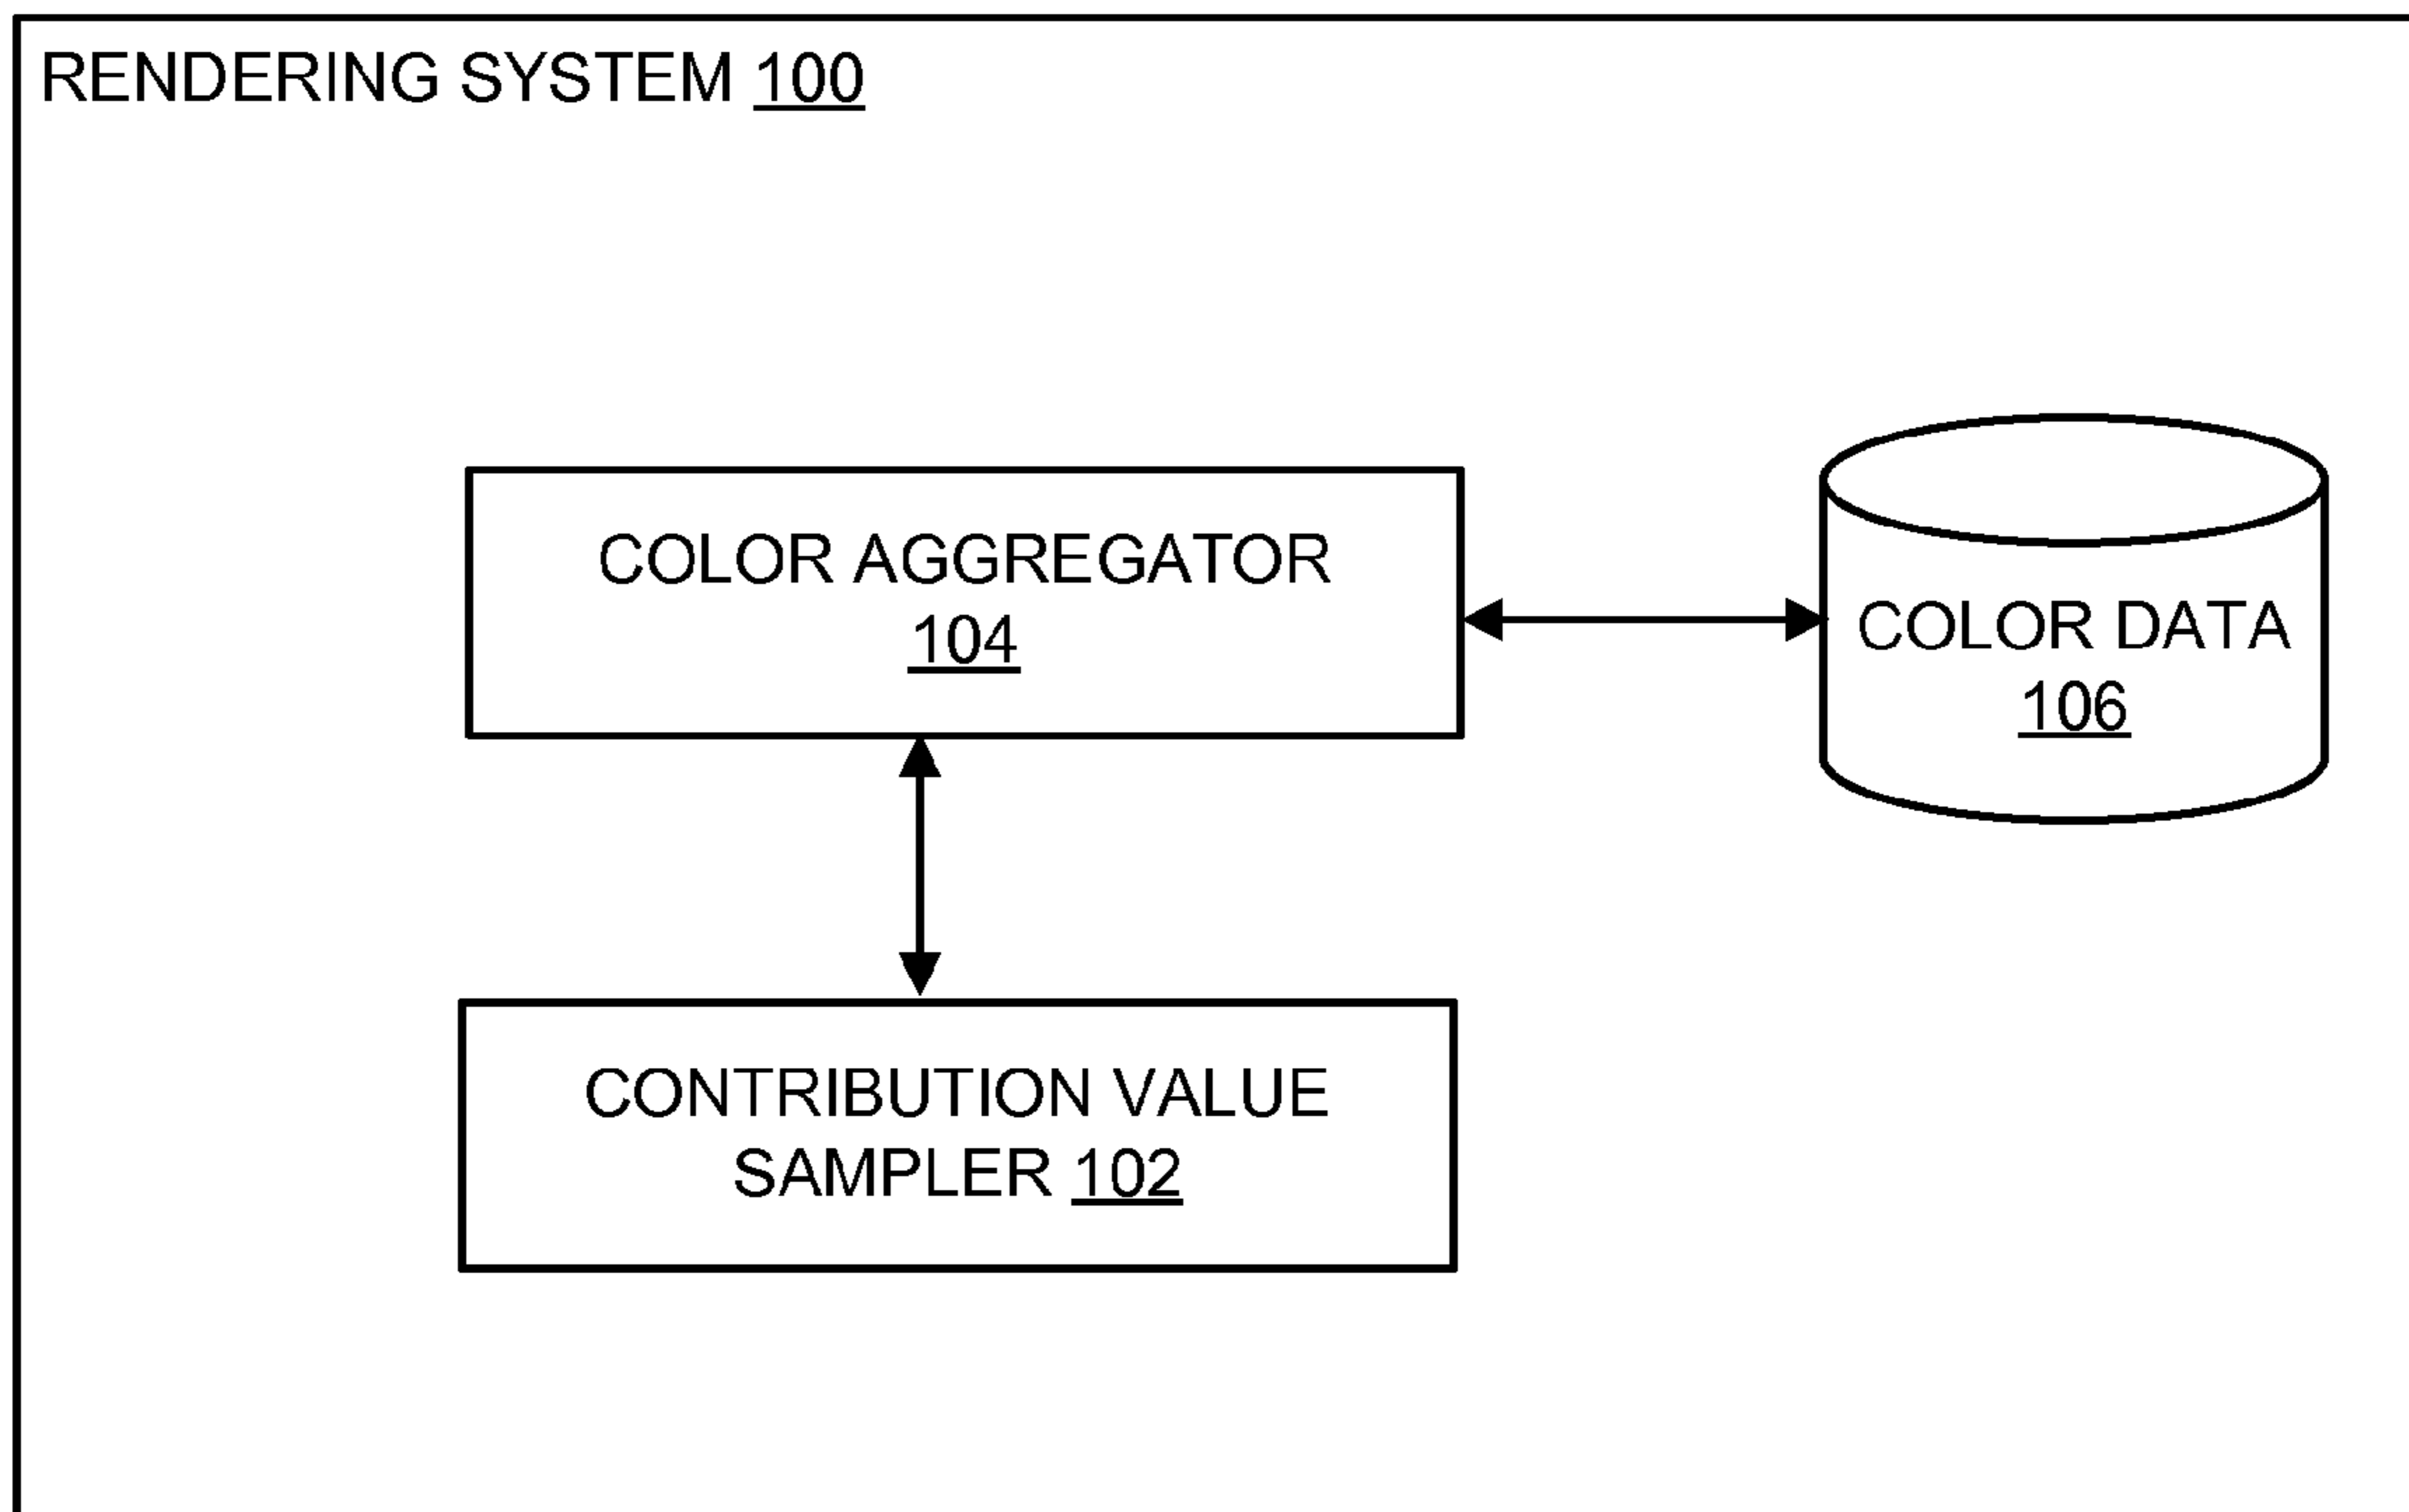 RENDERING SYSTEM 100
COLOR AGGREGATOR
104
COLOR DATA
106
CONTRIBUTION VALUE
SAMPLER 102